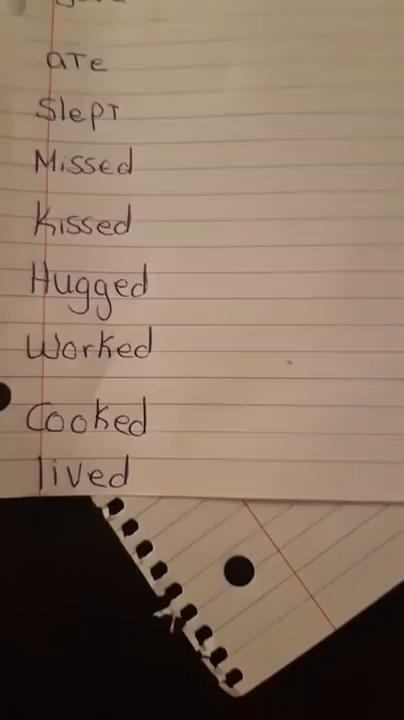 aTe
SlepT
Missed
Kissed
Hugged
Worked
Cooked
lived